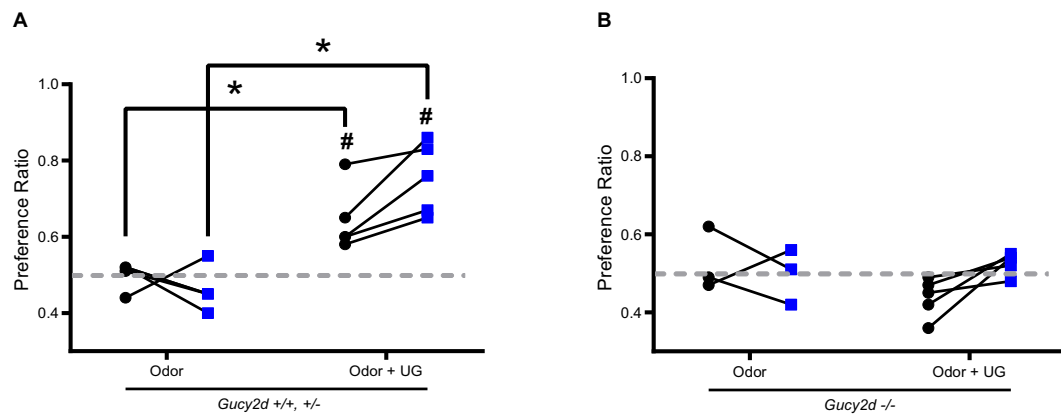 A
*
*
#
#
1.0
0.8
0.6
0.4
Preference Ratio
Odor
Odor + UG
Gucy2d +/+, +/-
B
1.0
0.8
0.6
0.4
Preference Ratio
Odor
Odor + UG
Gucy2d -/-